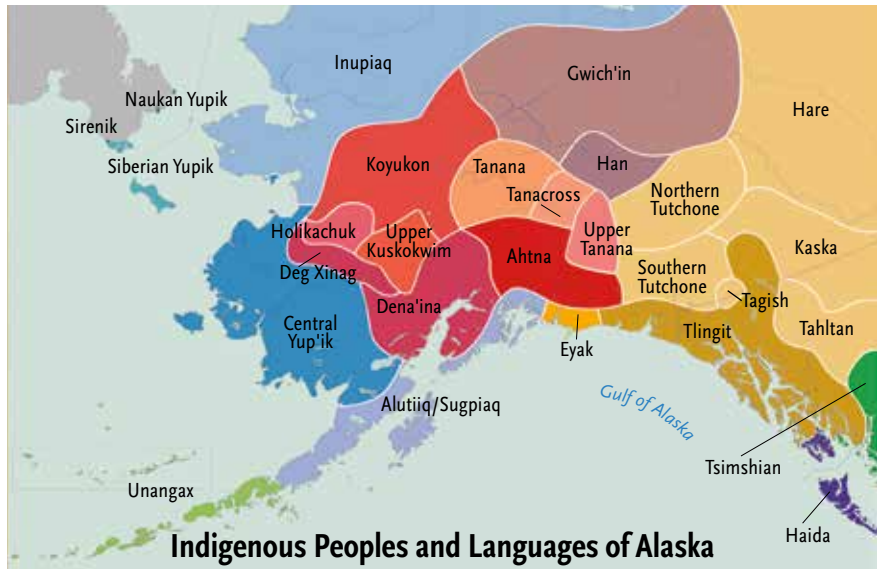 Inupiaq
Gwich'in
Naukan Yupik
Hare
Sirenik
Siberian Yupik
Koyukon
Tanana
Han
Tanacross
Northern
Tutchone
Holikachuk
Upper
Kuskokwim
Upper
Tanana
Ahtna
Kaska
Deg Xinag
Southern
Tutchone
Tagish
Dena'ina
Central
Yup'ik
Eyak
Tlingit
Tahltan
Alutiiq/Sugpiaq
Gulf of Alaska
Tsimshian
Unangax
Haida
Indigenous Peoples and Languages of Alaska